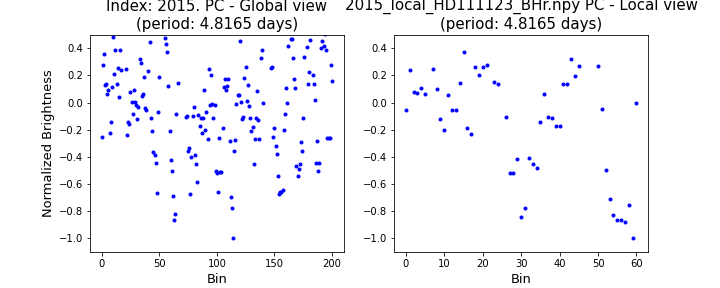 Index: 2015. PC - Global view
(period: 4.8165 days)
2015_local_HD111123_BHr.npy PC - Local view
(period: 4.8165 days)
Normalized Brightness
0.4
0.2
0.0
−0.2
−0.4
−0.6
−0.8
−1.0
0 50 100 150 200
Bin
0.4
0.2
0.0
−0.2
−0.4
−0.6
−0.8
−1.0
0 10 20 30 40 50 60
Bin